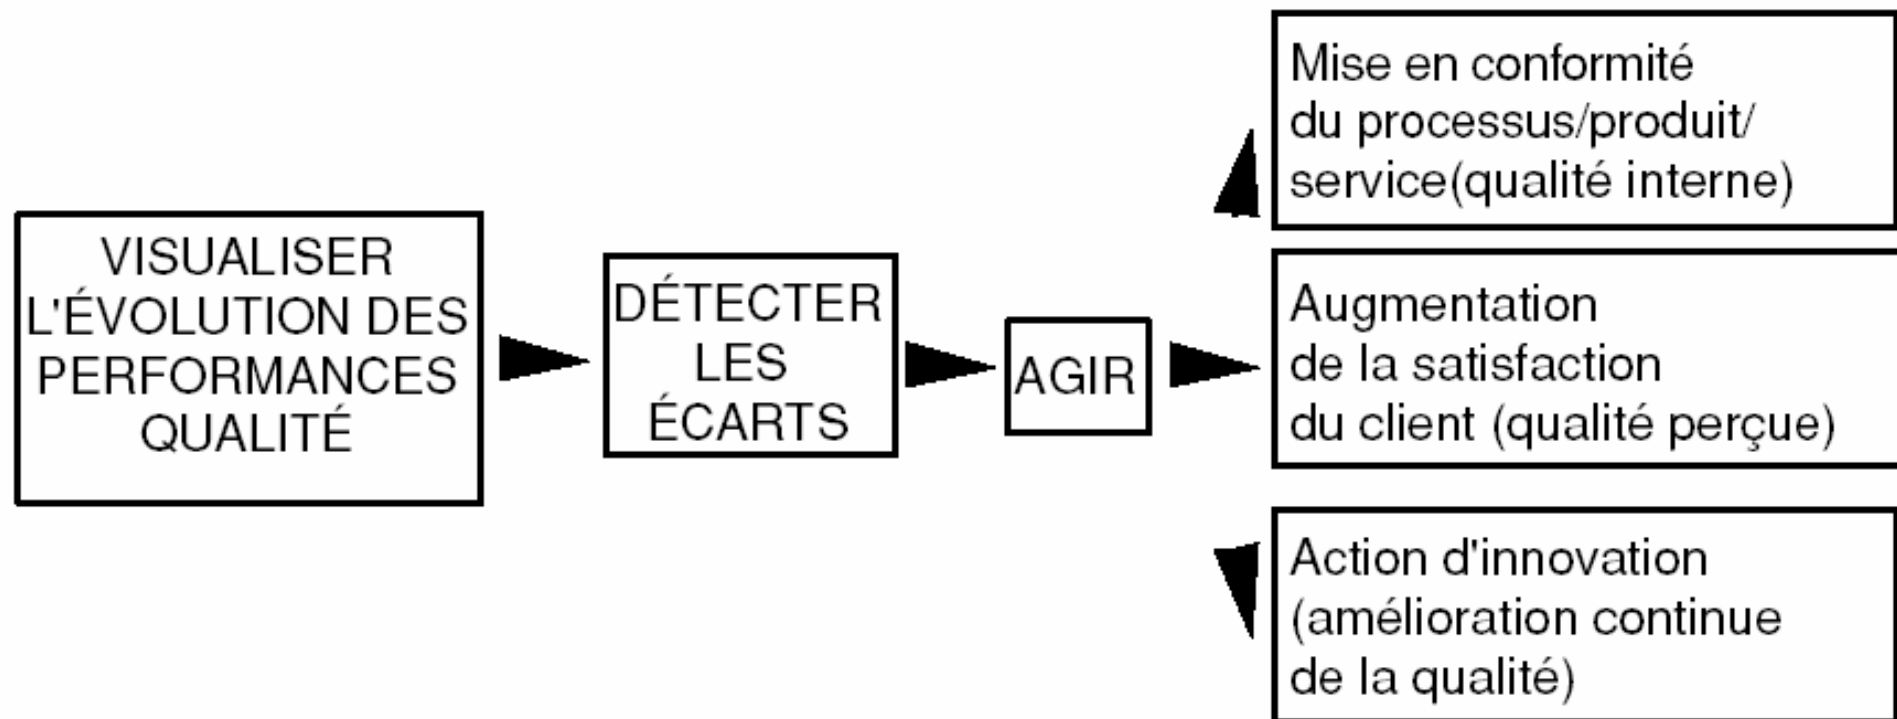 VISUALISER
L'ÉVOLUTION DES
PERFORMANCES
QUALITÉ
DÉTECTER
LES
ÉCARTS
AGIR
Mise en conformité
du processus/produit/
service(qualité interne)
Augmentation
de la satisfaction
du client (qualité perçue)
Action d'innovation
(amélioration continue
de la qualité)